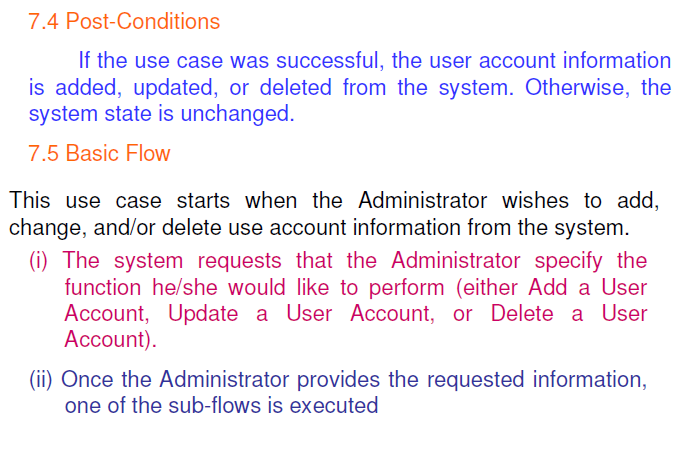 7.4 Post-Conditions
If the use case was successful, the user account information
is added, updated, or deleted from the system. Otherwise, the
system state is unchanged.
7.5 Basic Flow
This use case starts when the Administrator wishes to add,
change, and/or delete use account information from the system.
(i) The system requests that the Administrator specify the
function he/she would like to perform (either Add a User
Account, Update a User Account, or Delete a User
Account).
(ii) Once the Administrator provides the requested information,
one of the sub-flows is executed